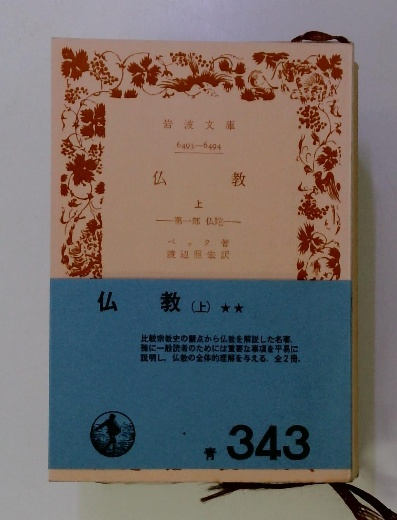 岩波文庫
6493—6494
仏教
上
——第一部 仏陀——
ベック著
渡辺照宏訳
仏教(上)★★
比較宗教史の観点から仏教を解説した名著.
殊に一般読者のためには重要な事項を平易に
説明し, 仏教の全体的理解を与える. 全2冊.
青 343